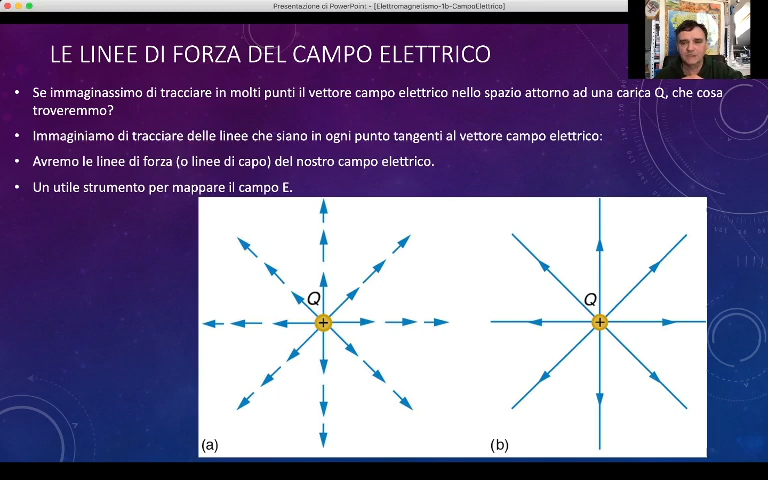 Presentazione di PowerPoint - [Elettromagnetismo-1b-CampoElettrico]
LE LINEE DI FORZA DEL CAMPO ELETTRICO
• Se immaginassimo di tracciare in molti punti il vettore campo elettrico nello spazio attorno ad una carica Q, che cosa
troveremmo?
• Immaginiamo di tracciare delle linee che siano in ogni punto tangenti al vettore campo elettrico:
• Avremo le linee di forza (o linee di capo) del nostro campo elettrico.
• Un utile strumento per mappare il campo E.
Q
+
(a)
Q
+
(b)